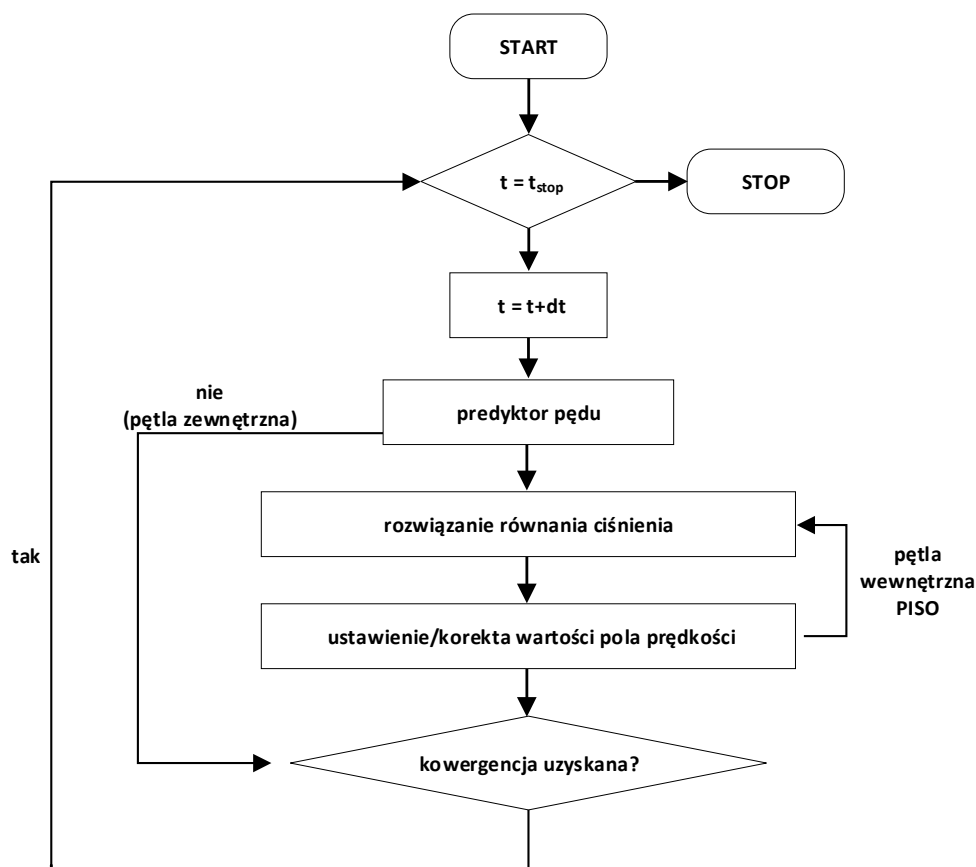 START
t = tstop
STOP
t = t+dt
nie
(pętla zewnętrzna)
predyktor pędu
rozwiązanie równania ciśnienia
tak
pętla
wewnętrzna
PISO
ustawienie/korekta wartości pola prędkości
kowergencja uzyskana?